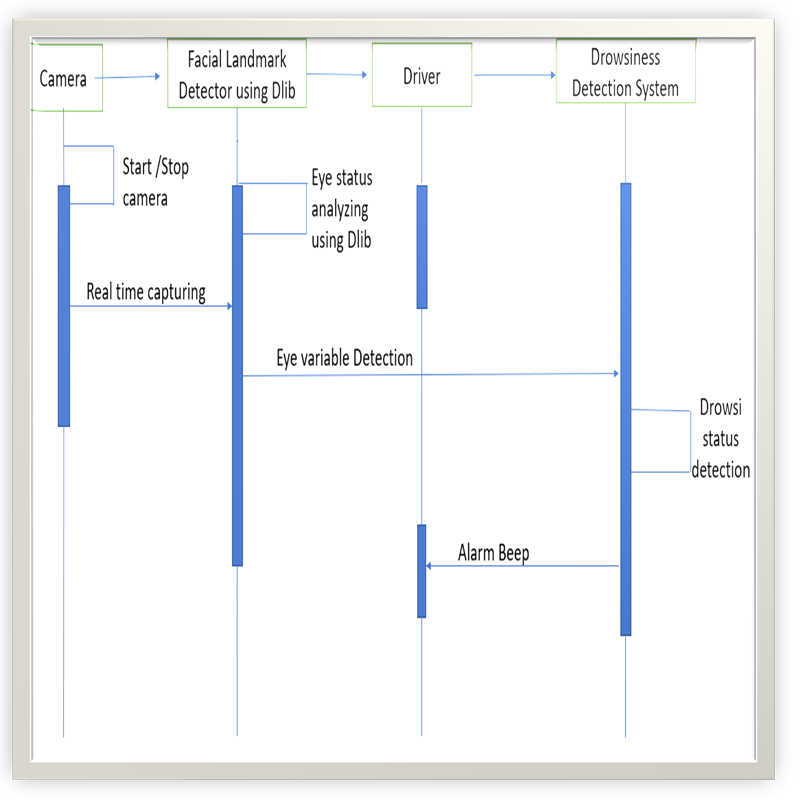 Camera
Facial Landmark
Detector using Dlib
Driver
Drowsiness
Detection System
Start /Stop
camera
Eye status
analyzing
using Dlib
Real time capturing
Eye variable Detection
Drowsi
status
detection
Alarm Beep